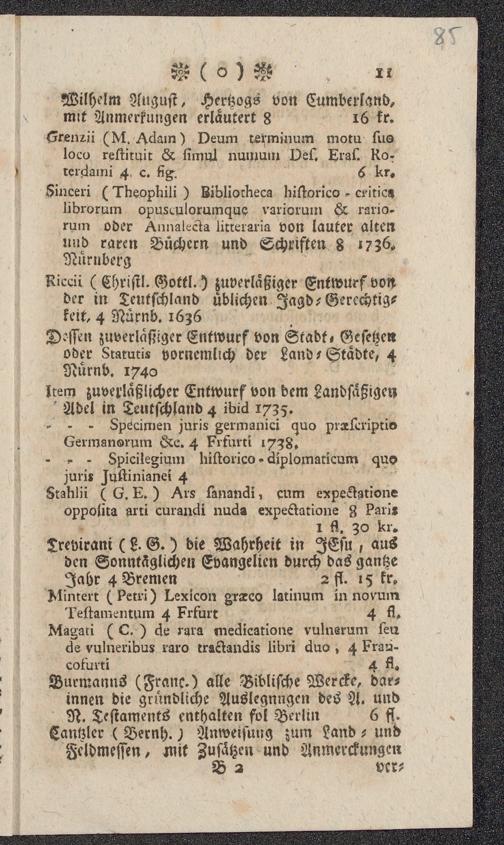 85
❋ ( o ) ❋ 11
Wilhelm August, Hertzogs von Cumberland,
mit Anmerkungen erläutert 8 16 kr.
Grenzii (M. Adam) Deum terminum motu suo
loco restituit & simul numum Des. Eras. Ro-
terdami 4 c. fig. 6 kr.
Sinceri (Theophili) Bibliotheca historico-critica
librorum opusculorumque variorum & rario-
rum oder Annalecta litteraria von lauter alten
und raren Büchern und Schriften 8 1736.
Nürnberg
Riccii (Christl. Gottl.) zuverläßiger Entwurf von
der in Teutschland üblichen Jagd-Gerechtig-
keit, 4 Nürnb. 1636
Dessen zuverläßiger Entwurf von Stadt-Gesetzen
oder Statutis vornemlich der Land-Städte, 4
Nürnb. 1740
Item zuverläßlicher Entwurf von dem Landsäßigen
Adel in Teutschland 4 ibid 1735.
- - - Specimen juris germanici quo præscriptio
Germanorum &c. 4 Frfurti 1738.
- - - Spicilegium historico-diplomaticum quo
juris Justinianei 4
Stahlii (G. E.) Ars sanandi, cum expectatione
opposita arti curandi nuda expectatione 8 Paris
1 fl. 30 kr.
Trevirani (L. G.) die Wahrheit in JEsu, aus
den Sonntäglichen Evangelien durch das gantze
Jahr 4 Bremen 2 fl. 15 kr.
Mintert (Petri) Lexicon græco latinum in novum
Testamentum 4 Frfurt 4 fl.
Magati (C.) de rara medicatione vulnerum seu
de vulneribus raro tractandis libri duo, 4 Fran-
cofurti 4 fl.
Burmannus (Franç.) alle Biblische Wercke, dar-
innen die gründliche Auslegnngen des A. und
N. Testaments enthalten fol Berlin 6 fl.
Cantzler (Bernh.) Anweisung zum Land- und
Feldmessen, mit Zusätzen und Anmerckungen
B 2 ver-